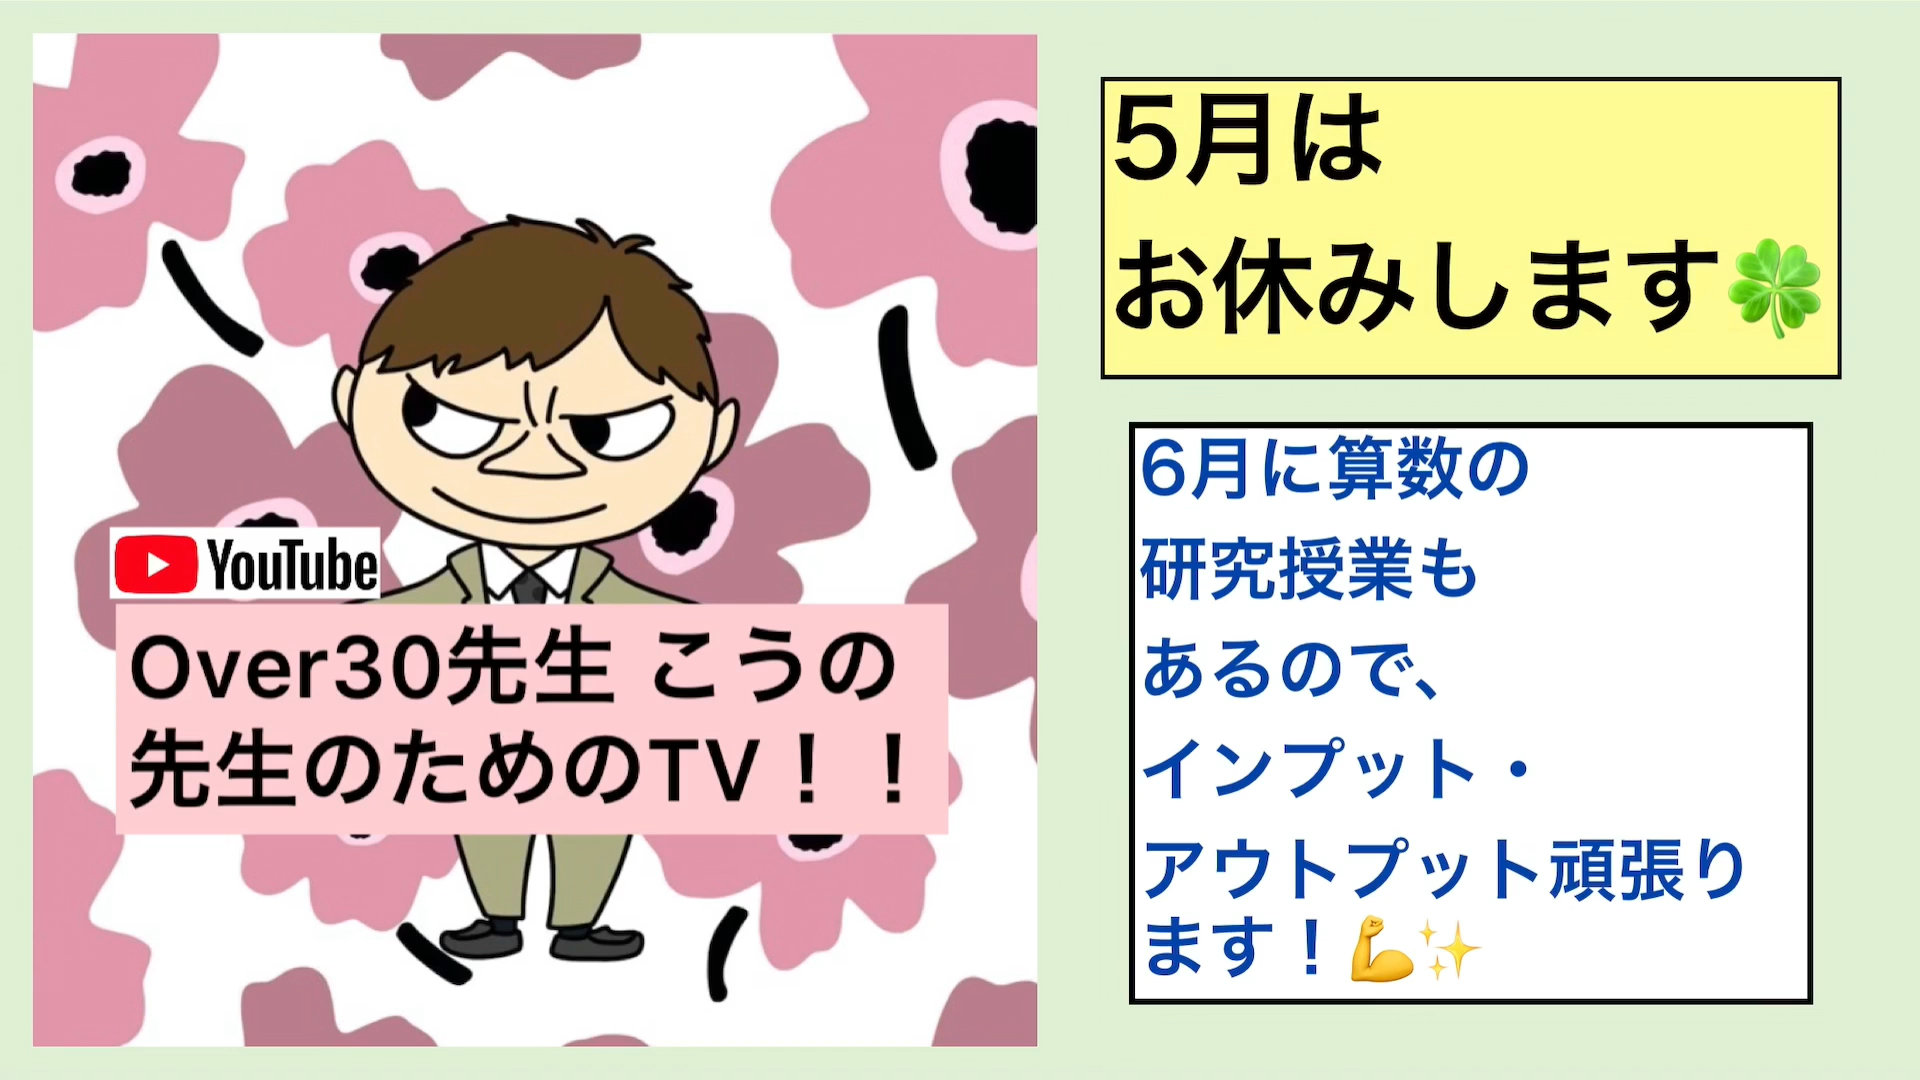 YouTube
Over30先生 こうの
先生のためのTV！！
5月は
お休みします🍀
6月に算数の
研究授業も
あるので、
インプット・
アウトプット頑張り
ます！💪✨